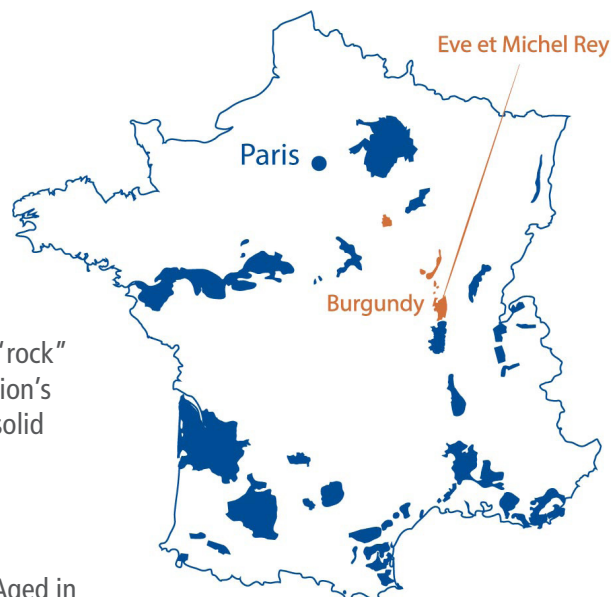 Eve et Michel Rey
Paris
Burgundy
“rock”
ion’s
solid
Aged in